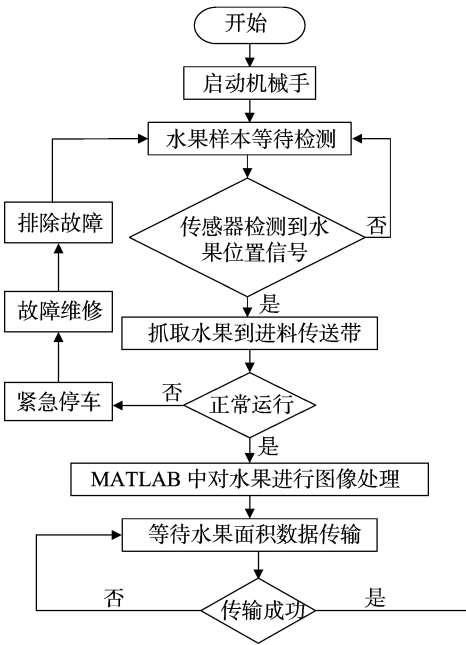 开始
启动机械手
水果样本等待检测
传感器检测到水
果位置信号
否
是
排除故障
故障维修
紧急停车
抓取水果到进料传送带
否
正常运行
是
MATLAB 中对水果进行图像处理
等待水果面积数据传输
否
传输成功
是